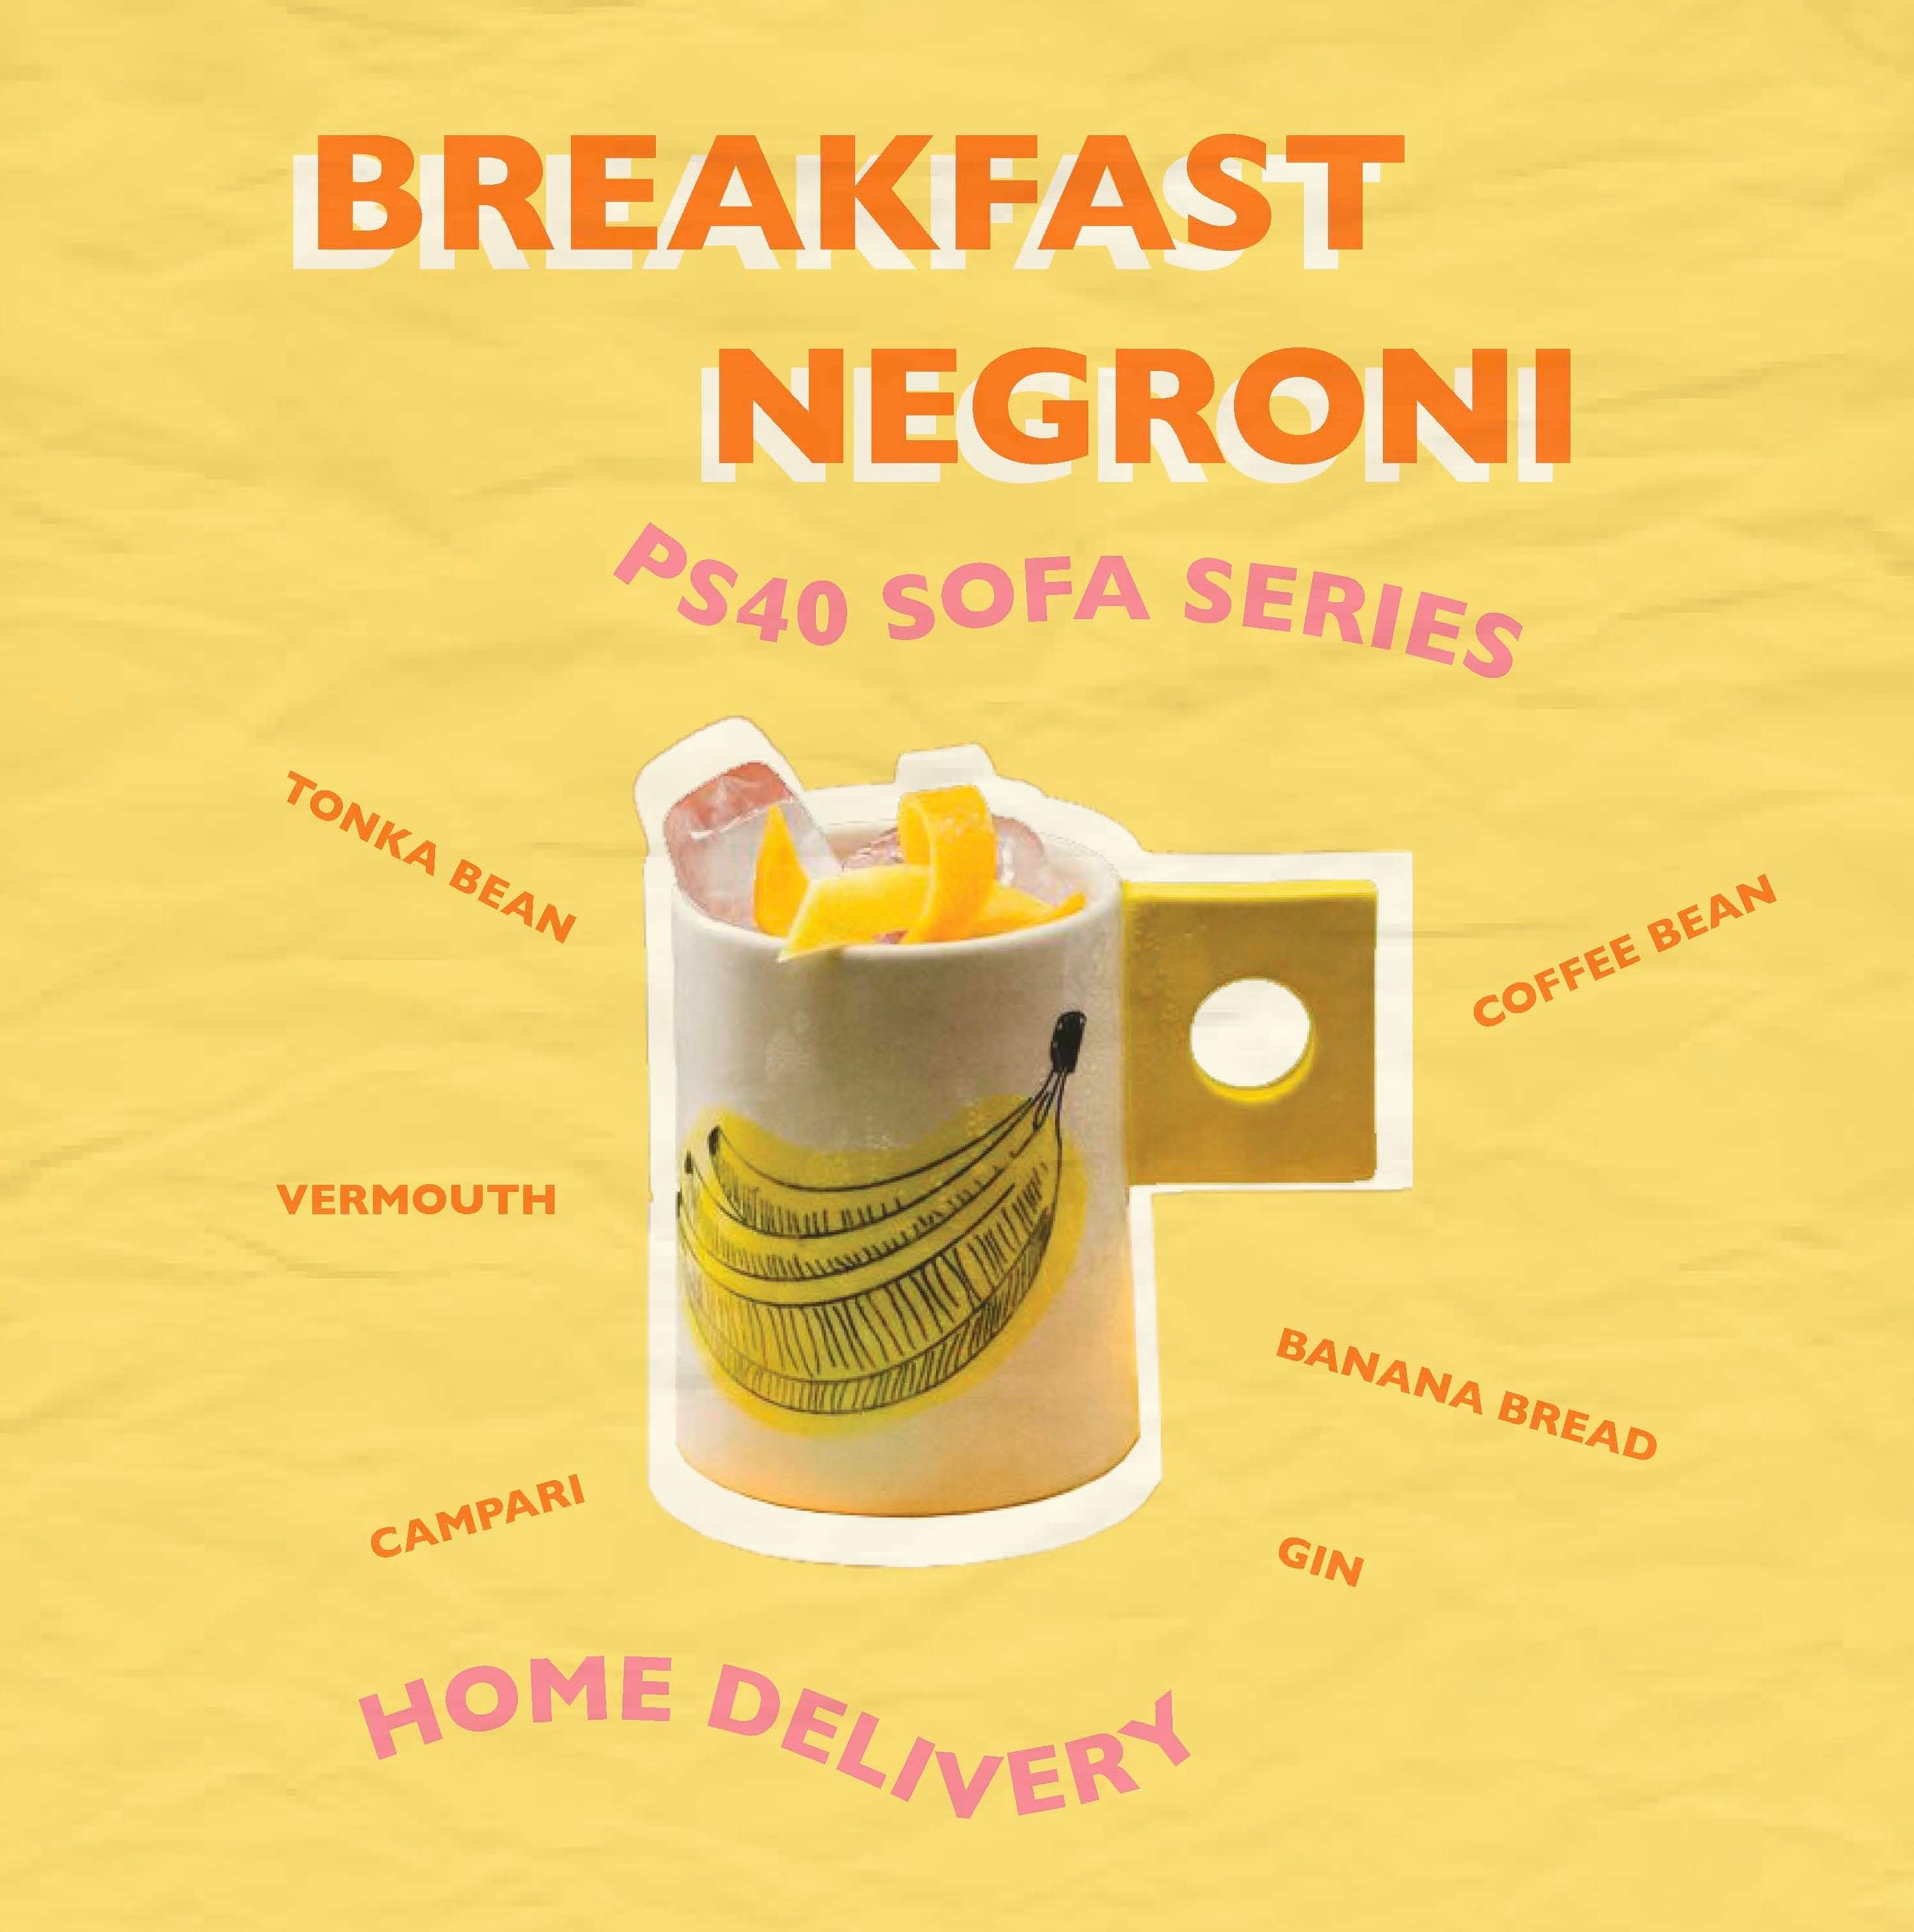 BREAKFAST
NEGRONI
PS40 SOFA SERIES
TONKA BEAN
COFFEE BEAN
VERMOUTH
BANANA BREAD
CAMPARI
GIN
HOME DELIVERY